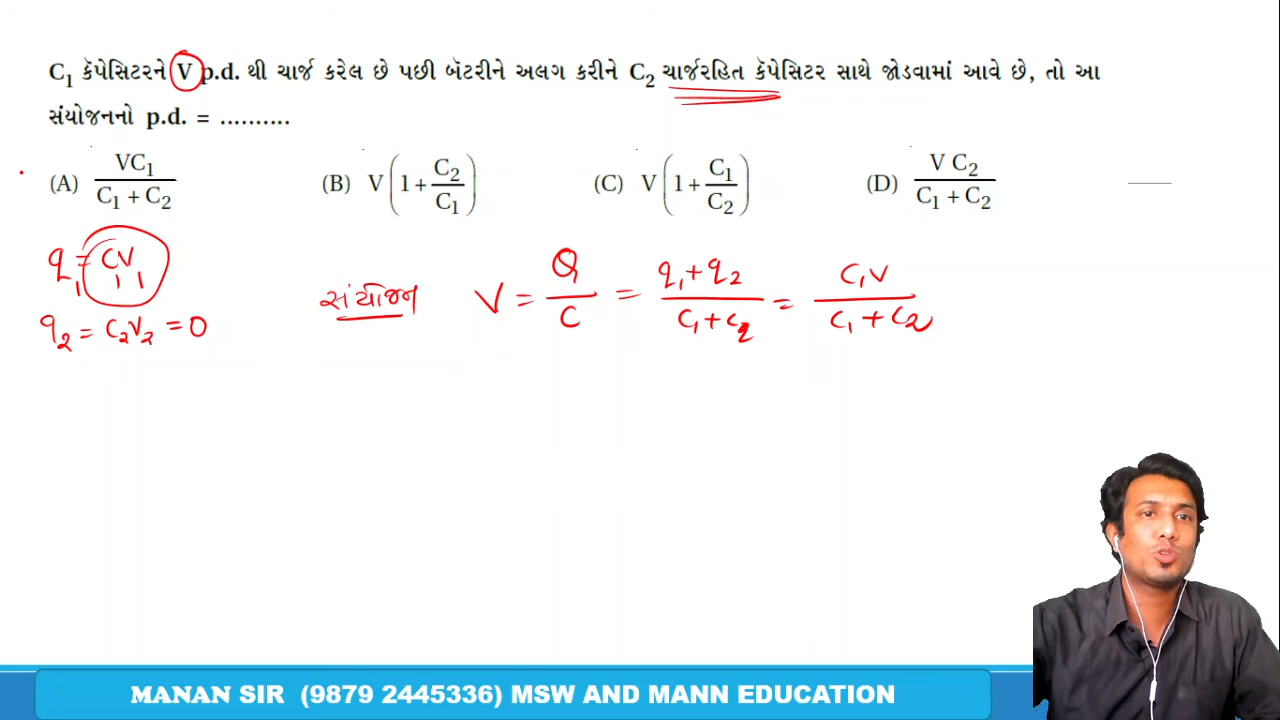 C₁ કૅપેસિટરને V p.d. થી ચાર્જ કરેલ છે પછી બૅટરીને અલગ કરીને C₂ ચાર્જરહિત કૅપેસિટર સાથે જોડવામાં આવે છે, તો આ
સંયોજનનો p.d. = ..........
(A) VC₁ / (C₁ + C₂) (B) V(1 + C₂/C₁) (C) V(1 + C₁/C₂) (D) V C₂ / (C₁ + C₂)
q₁ = C₁V₁
q₂ = C₂V₂ = 0
સંયોજન V = Q/C = (q₁ + q₂)/(C₁ + C₂) = C₁V/(C₁ + C₂)
MANAN SIR (9879 2445336) MSW AND MANN EDUCATION